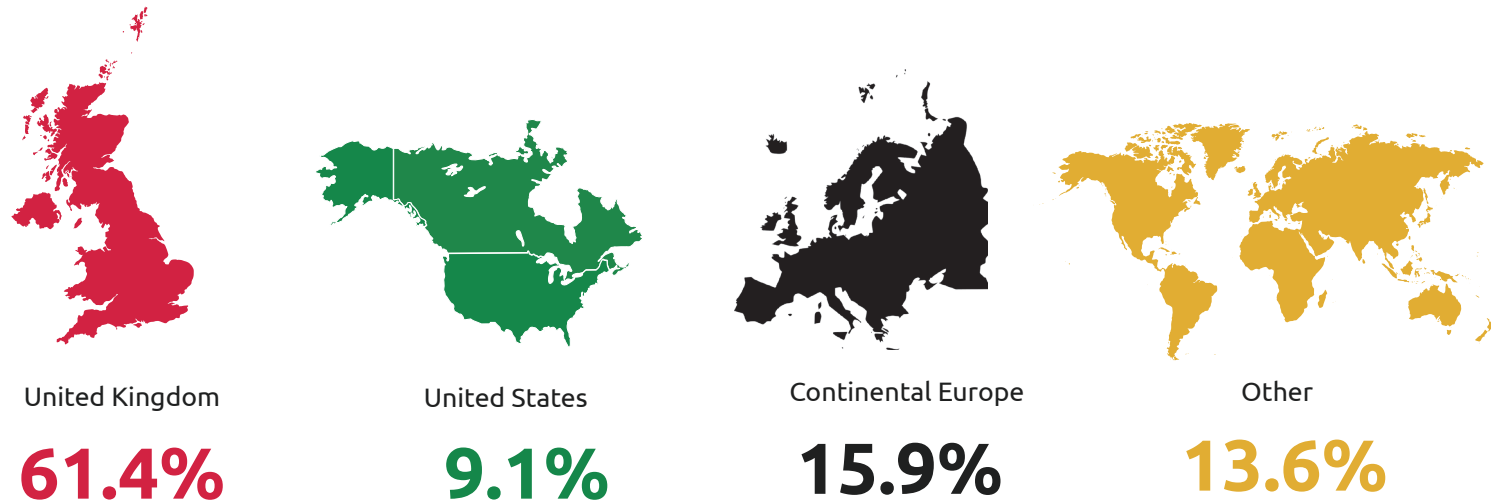 United Kingdom
61.4%
United States
9.1%
Continental Europe
15.9%
Other
13.6%